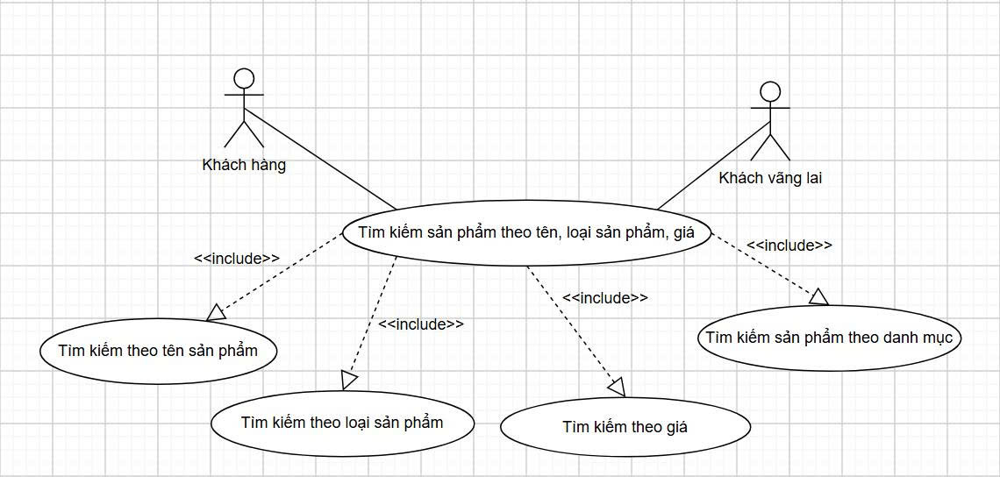 Khách hàng
Khách vãng lai
Tìm kiếm sản phẩm theo tên, loại sản phẩm, giá
<<include>>
<<include>>
<<include>>
<<include>>
Tìm kiếm theo tên sản phẩm
Tìm kiếm sản phẩm theo danh mục
Tìm kiếm theo loại sản phẩm
Tìm kiếm theo giá